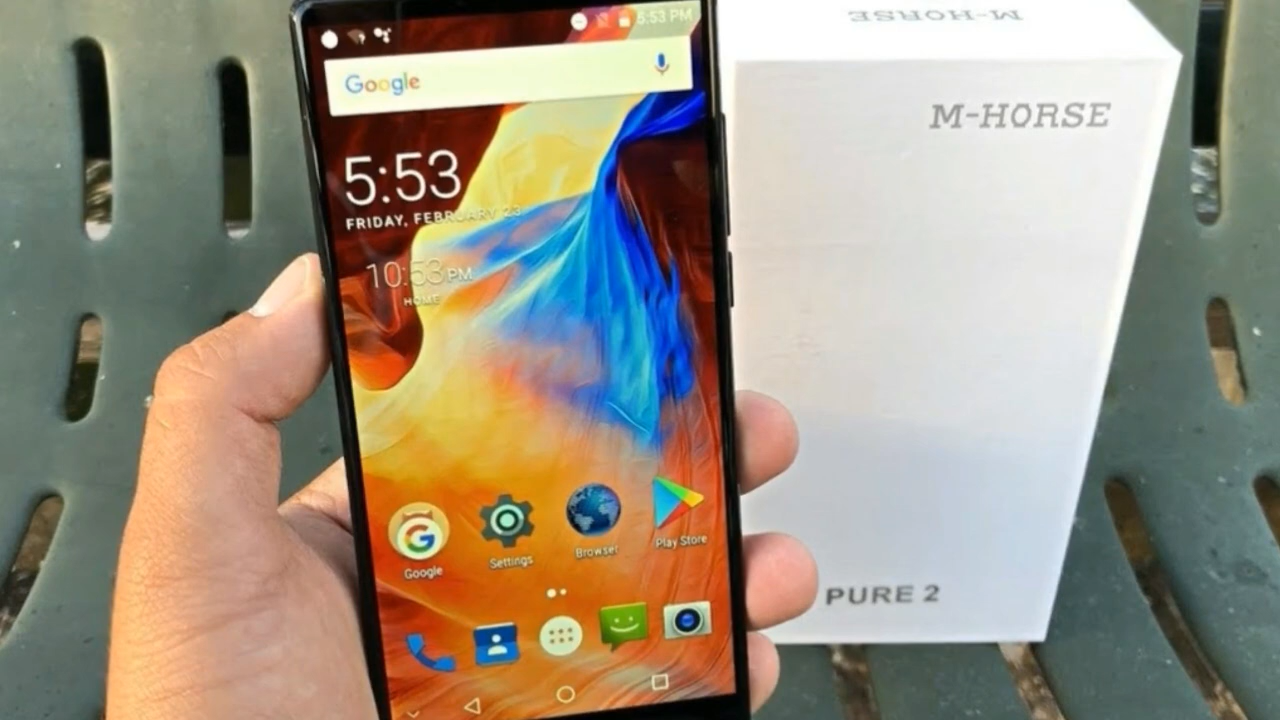 5:53 PM
Google
5:53
FRIDAY, FEBRUARY 23
10:53 PM
HOME
Google
Settings
Browser
Play Store
M-HORSE
M-HORSE
PURE 2